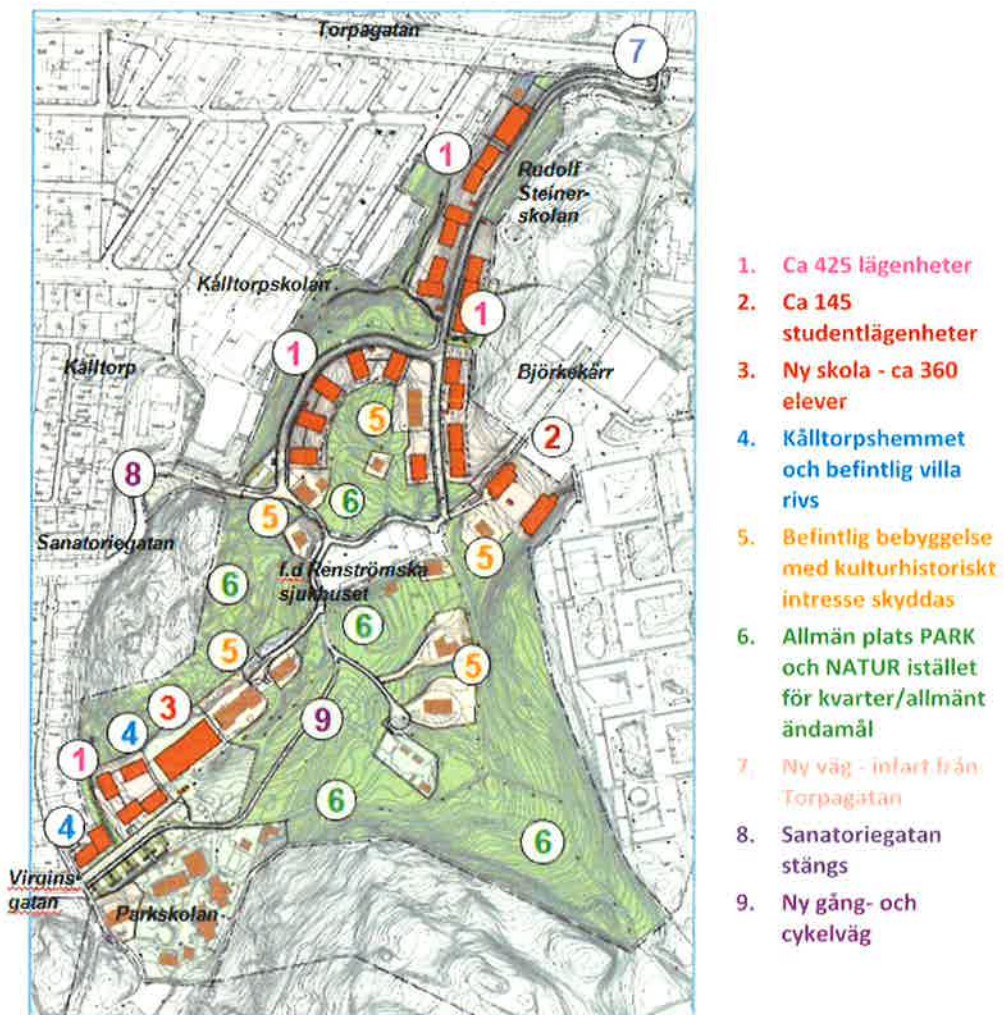 Torpagatan
7
1
Rudolf
Steiner-
skolan
Kålltorpskolan
1
1
Kålltorp
Björkekärr
5
2
8
6
5
5
Sanatoriegatan
f.d Renströmska
sjukhuset
6
6
5
5
3
9
4
1
6
4
6
Virgins-
gatan
Parkskolan
1. Ca 425 lägenheter
2. Ca 145
studentlägenheter
3. Ny skola - ca 360
elever
4. Kålltorpshemmet
och befintlig villa
rivs
5. Befintlig bebyggelse
med kulturhistoriskt
intresse skyddas
6. Allmän plats PARK
och NATUR istället
för kvarter/allmänt
ändamål
7. Ny väg - infart från
Torpagatan
8. Sanatoriegatan
stängs
9. Ny gång- och
cykelväg